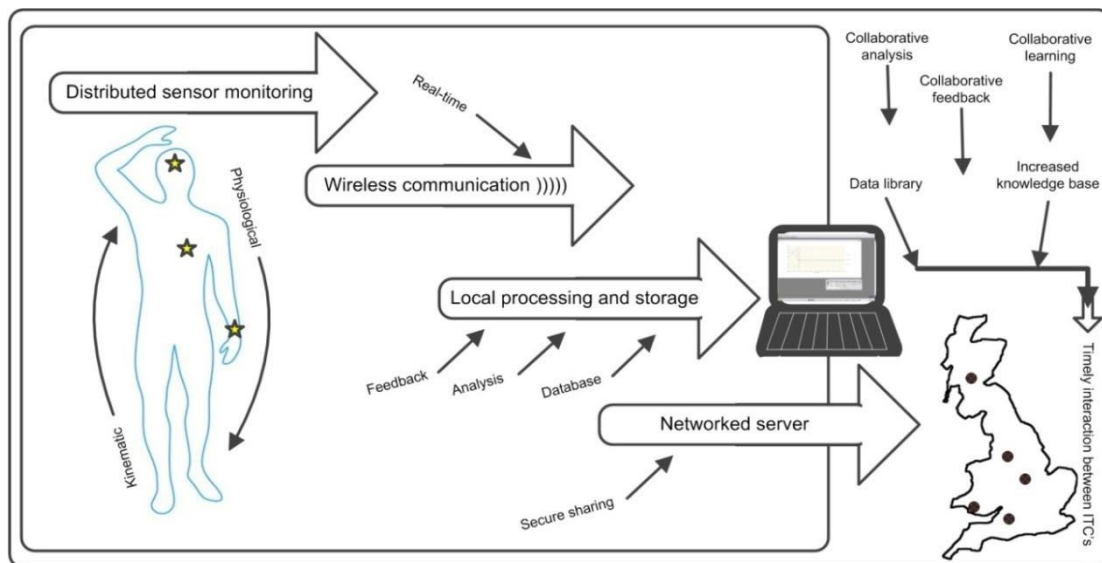 Distributed sensor monitoring
Real-time
Wireless communication )))))
Physiological
Kinematic
Local processing and storage
Feedback
Analysis
Database
Networked server
Secure sharing
Collaborative
analysis
Collaborative
learning
Collaborative
feedback
Data library
Increased
knowledge base
Timely interaction between ITC's